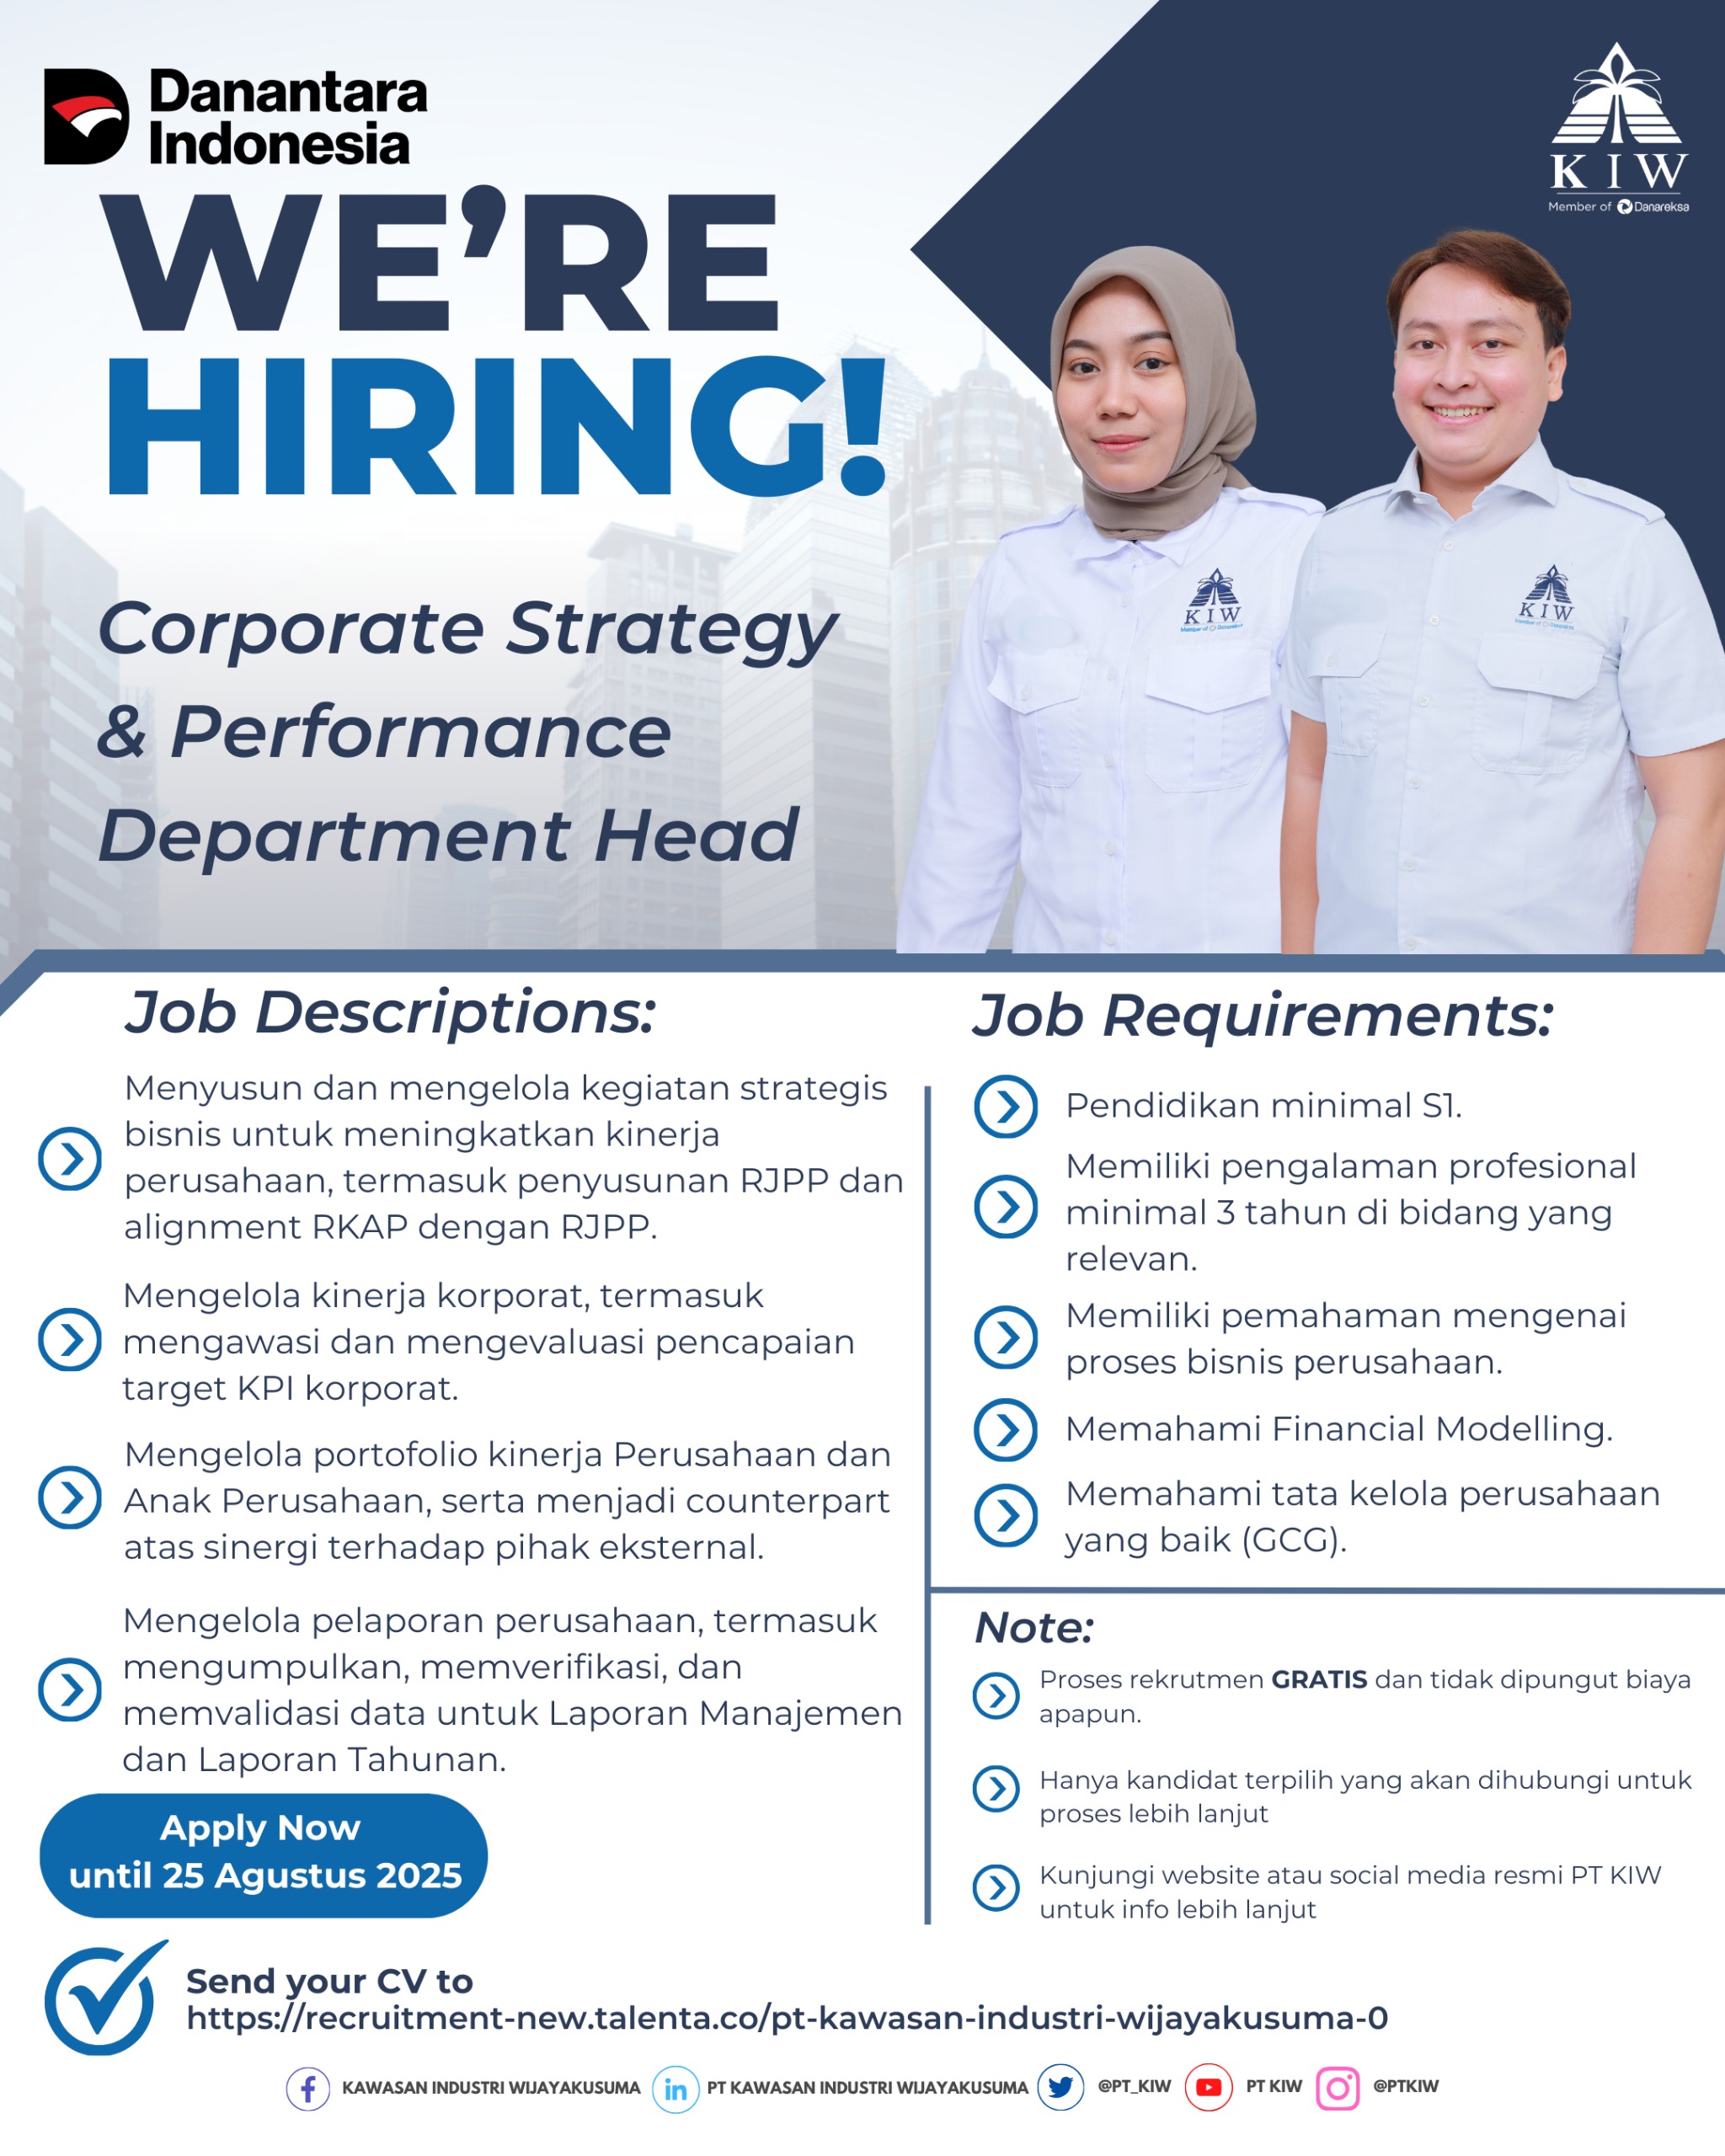 Danantara
Indonesia
KIW
Member of Danareksa
WE'RE
HIRING!
Corporate Strategy
& Performance
Department Head
KIW
Member of Danareksa
KIW
Member of Danareksa
Job Descriptions:
Menyusun dan mengelola kegiatan strategis
bisnis untuk meningkatkan kinerja
perusahaan, termasuk penyusunan RJPP dan
alignment RKAP dengan RJPP.
Mengelola kinerja korporat, termasuk
mengawasi dan mengevaluasi pencapaian
target KPI korporat.
Mengelola portofolio kinerja Perusahaan dan
Anak Perusahaan, serta menjadi counterpart
atas sinergi terhadap pihak eksternal.
Mengelola pelaporan perusahaan, termasuk
mengumpulkan, memverifikasi, dan
memvalidasi data untuk Laporan Manajemen
dan Laporan Tahunan.
Apply Now
until 25 Agustus 2025
Job Requirements:
Pendidikan minimal S1.
Memiliki pengalaman profesional
minimal 3 tahun di bidang yang
relevan.
Memiliki pemahaman mengenai
proses bisnis perusahaan.
Memahami Financial Modelling.
Memahami tata kelola perusahaan
yang baik (GCG).
Note:
Proses rekrutmen GRATIS dan tidak dipungut biaya
apapun.
Hanya kandidat terpilih yang akan dihubungi untuk
proses lebih lanjut
Kunjungi website atau social media resmi PT KIW
untuk info lebih lanjut
Send your CV to
https://recruitment-new.talenta.co/pt-kawasan-industri-wijayakusuma-0
KAWASAN INDUSTRI WIJAYAKUSUMA PT KAWASAN INDUSTRI WIJAYAKUSUMA @PT_KIW PT KIW @PTKIW